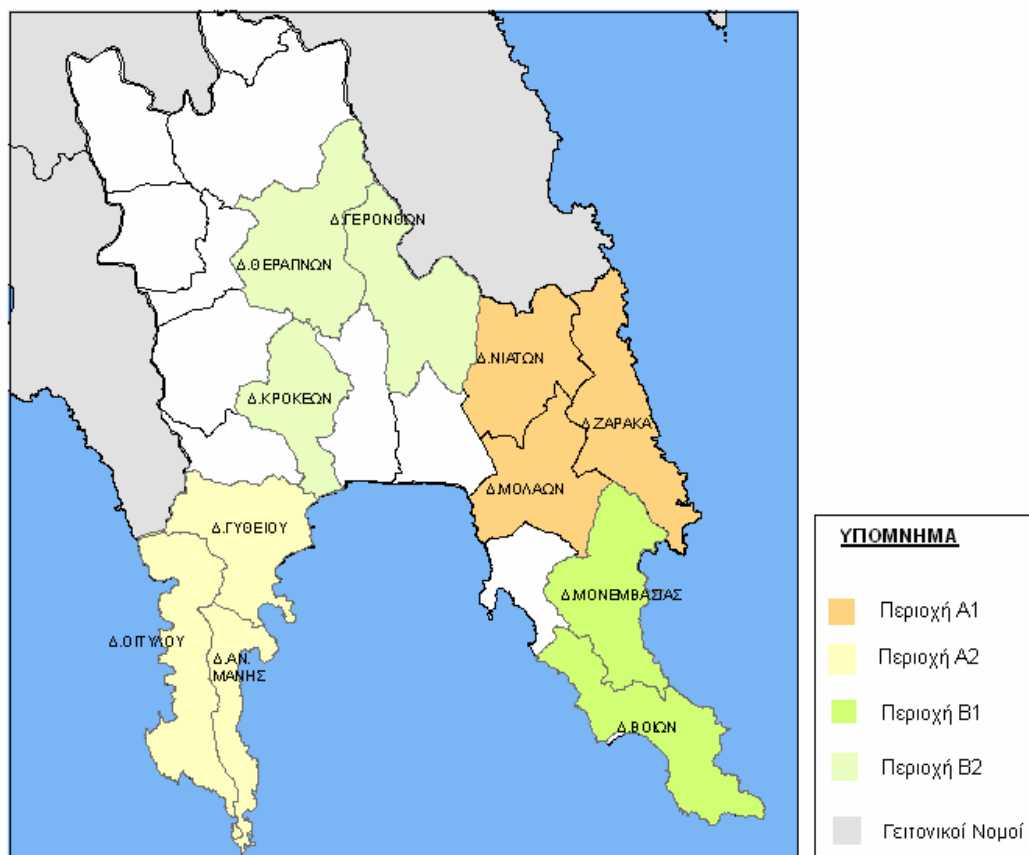 Δ.ΓΕΡΟΝΘΩΝ
Δ.ΘΕΡΑΠΝΩΝ
Δ.ΝΙΑΤΩΝ
Δ.ΚΡΟΚΕΩΝ
Δ.ΖΑΡΑΚΑ
Δ.ΜΟΛΑΩΝ
Δ.ΓΥΘΕΙΟΥ
Δ.ΜΟΝΕΜΒΑΣΙΑΣ
Δ.ΟΙΤΥΛΟΥ
Δ.ΑΝ.
ΜΑΝΗΣ
Δ.ΒΟΙΩΝ
ΥΠΟΜΝΗΜΑ
Περιοχή Α1
Περιοχή Α2
Περιοχή Β1
Περιοχή Β2
Γειτονικοί Νομοί